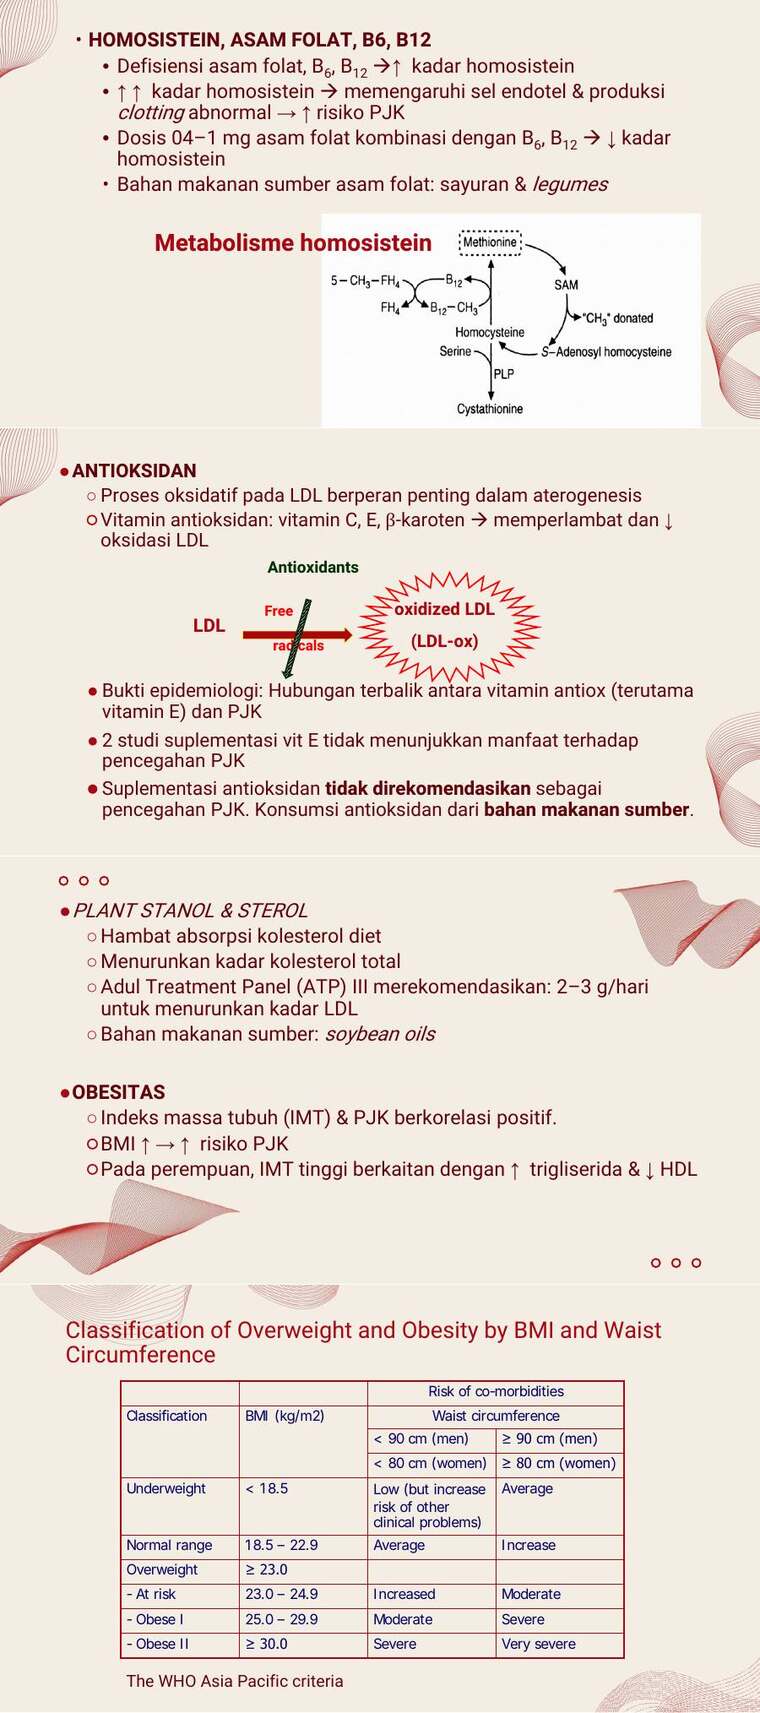 • HOMOSISTEIN, ASAM FOLAT, B6, B12
• Defisiensi asam folat, B6, B12 →↑ kadar homosistein
• ↑↑ kadar homosistein → memengaruhi sel endotel & produksi
clotting abnormal → ↑ risiko PJK
• Dosis 04–1 mg asam folat kombinasi dengan B6, B12 → ↓ kadar
homosistein
• Bahan makanan sumber asam folat: sayuran & legumes
Metabolisme homosistein
Methionine
5–CH3–FH4
B12
SAM
FH4
B12–CH3
"CH3" donated
Homocysteine
Serine
S–Adenosyl homocysteine
PLP
Cystathionine
● ANTIOKSIDAN
○ Proses oksidatif pada LDL berperan penting dalam aterogenesis
○ Vitamin antioksidan: vitamin C, E, β-karoten → memperlambat dan ↓
oksidasi LDL
Antioxidants
LDL
Free
radicals
oxidized LDL
(LDL-ox)
● Bukti epidemiologi: Hubungan terbalik antara vitamin antiox (terutama
vitamin E) dan PJK
● 2 studi suplementasi vit E tidak menunjukkan manfaat terhadap
pencegahan PJK
● Suplementasi antioksidan tidak direkomendasikan sebagai
pencegahan PJK. Konsumsi antioksidan dari bahan makanan sumber.
● PLANT STANOL & STEROL
○ Hambat absorpsi kolesterol diet
○ Menurunkan kadar kolesterol total
○ Adul Treatment Panel (ATP) III merekomendasikan: 2–3 g/hari
untuk menurunkan kadar LDL
○ Bahan makanan sumber: soybean oils
● OBESITAS
○ Indeks massa tubuh (IMT) & PJK berkorelasi positif.
○ BMI ↑ → ↑ risiko PJK
○ Pada perempuan, IMT tinggi berkaitan dengan ↑ trigliserida & ↓ HDL
Classification of Overweight and Obesity by BMI and Waist
Circumference
Risk of co-morbidities
Classification BMI (kg/m2) Waist circumference
< 90 cm (men) ≥ 90 cm (men)
< 80 cm (women) ≥ 80 cm (women)
Underweight < 18.5 Low (but increase Average
risk of other
clinical problems)
Normal range 18.5 – 22.9 Average Increase
Overweight ≥ 23.0
- At risk 23.0 – 24.9 Increased Moderate
- Obese I 25.0 – 29.9 Moderate Severe
- Obese II ≥ 30.0 Severe Very severe
The WHO Asia Pacific criteria